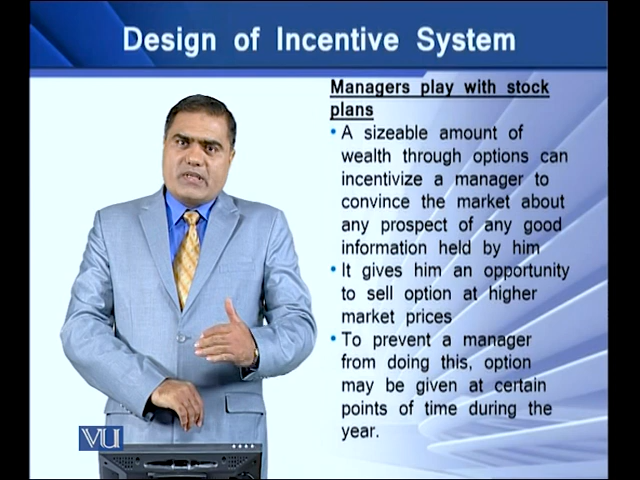 Design of Incentive System
Managers play with stock
plans
• A sizeable amount of
wealth through options can
incentivize a manager to
convince the market about
any prospect of any good
information held by him
• It gives him an opportunity
to sell option at higher
market prices
• To prevent a manager
from doing this, option
may be given at certain
points of time during the
year.
VU